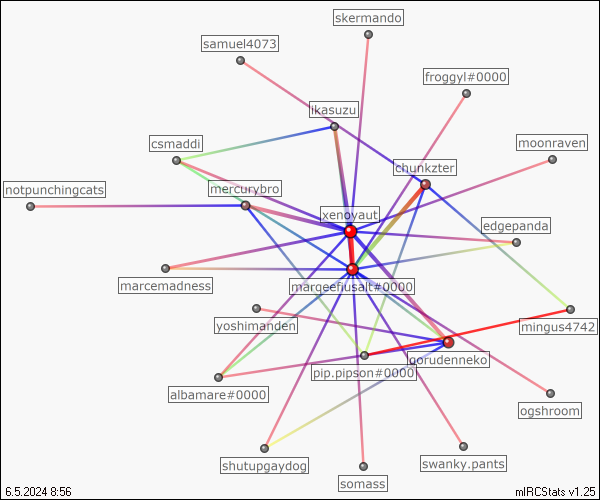 skermando
samuel4073
froggyl#0000
ikasuzu
csmaddi
moonraven
chunkzter
notpunchingcats
mercurybro
xenoyaut
edgepanda
marcemadness
marqeefiusalt#0000
yoshimanden
mingus4742
gorudenneko
pip.pipson#0000
albamare#0000
ogshroom
shutupgaydog
swanky.pants
somass
6.5.2024 8:56
mIRCStats v1.25